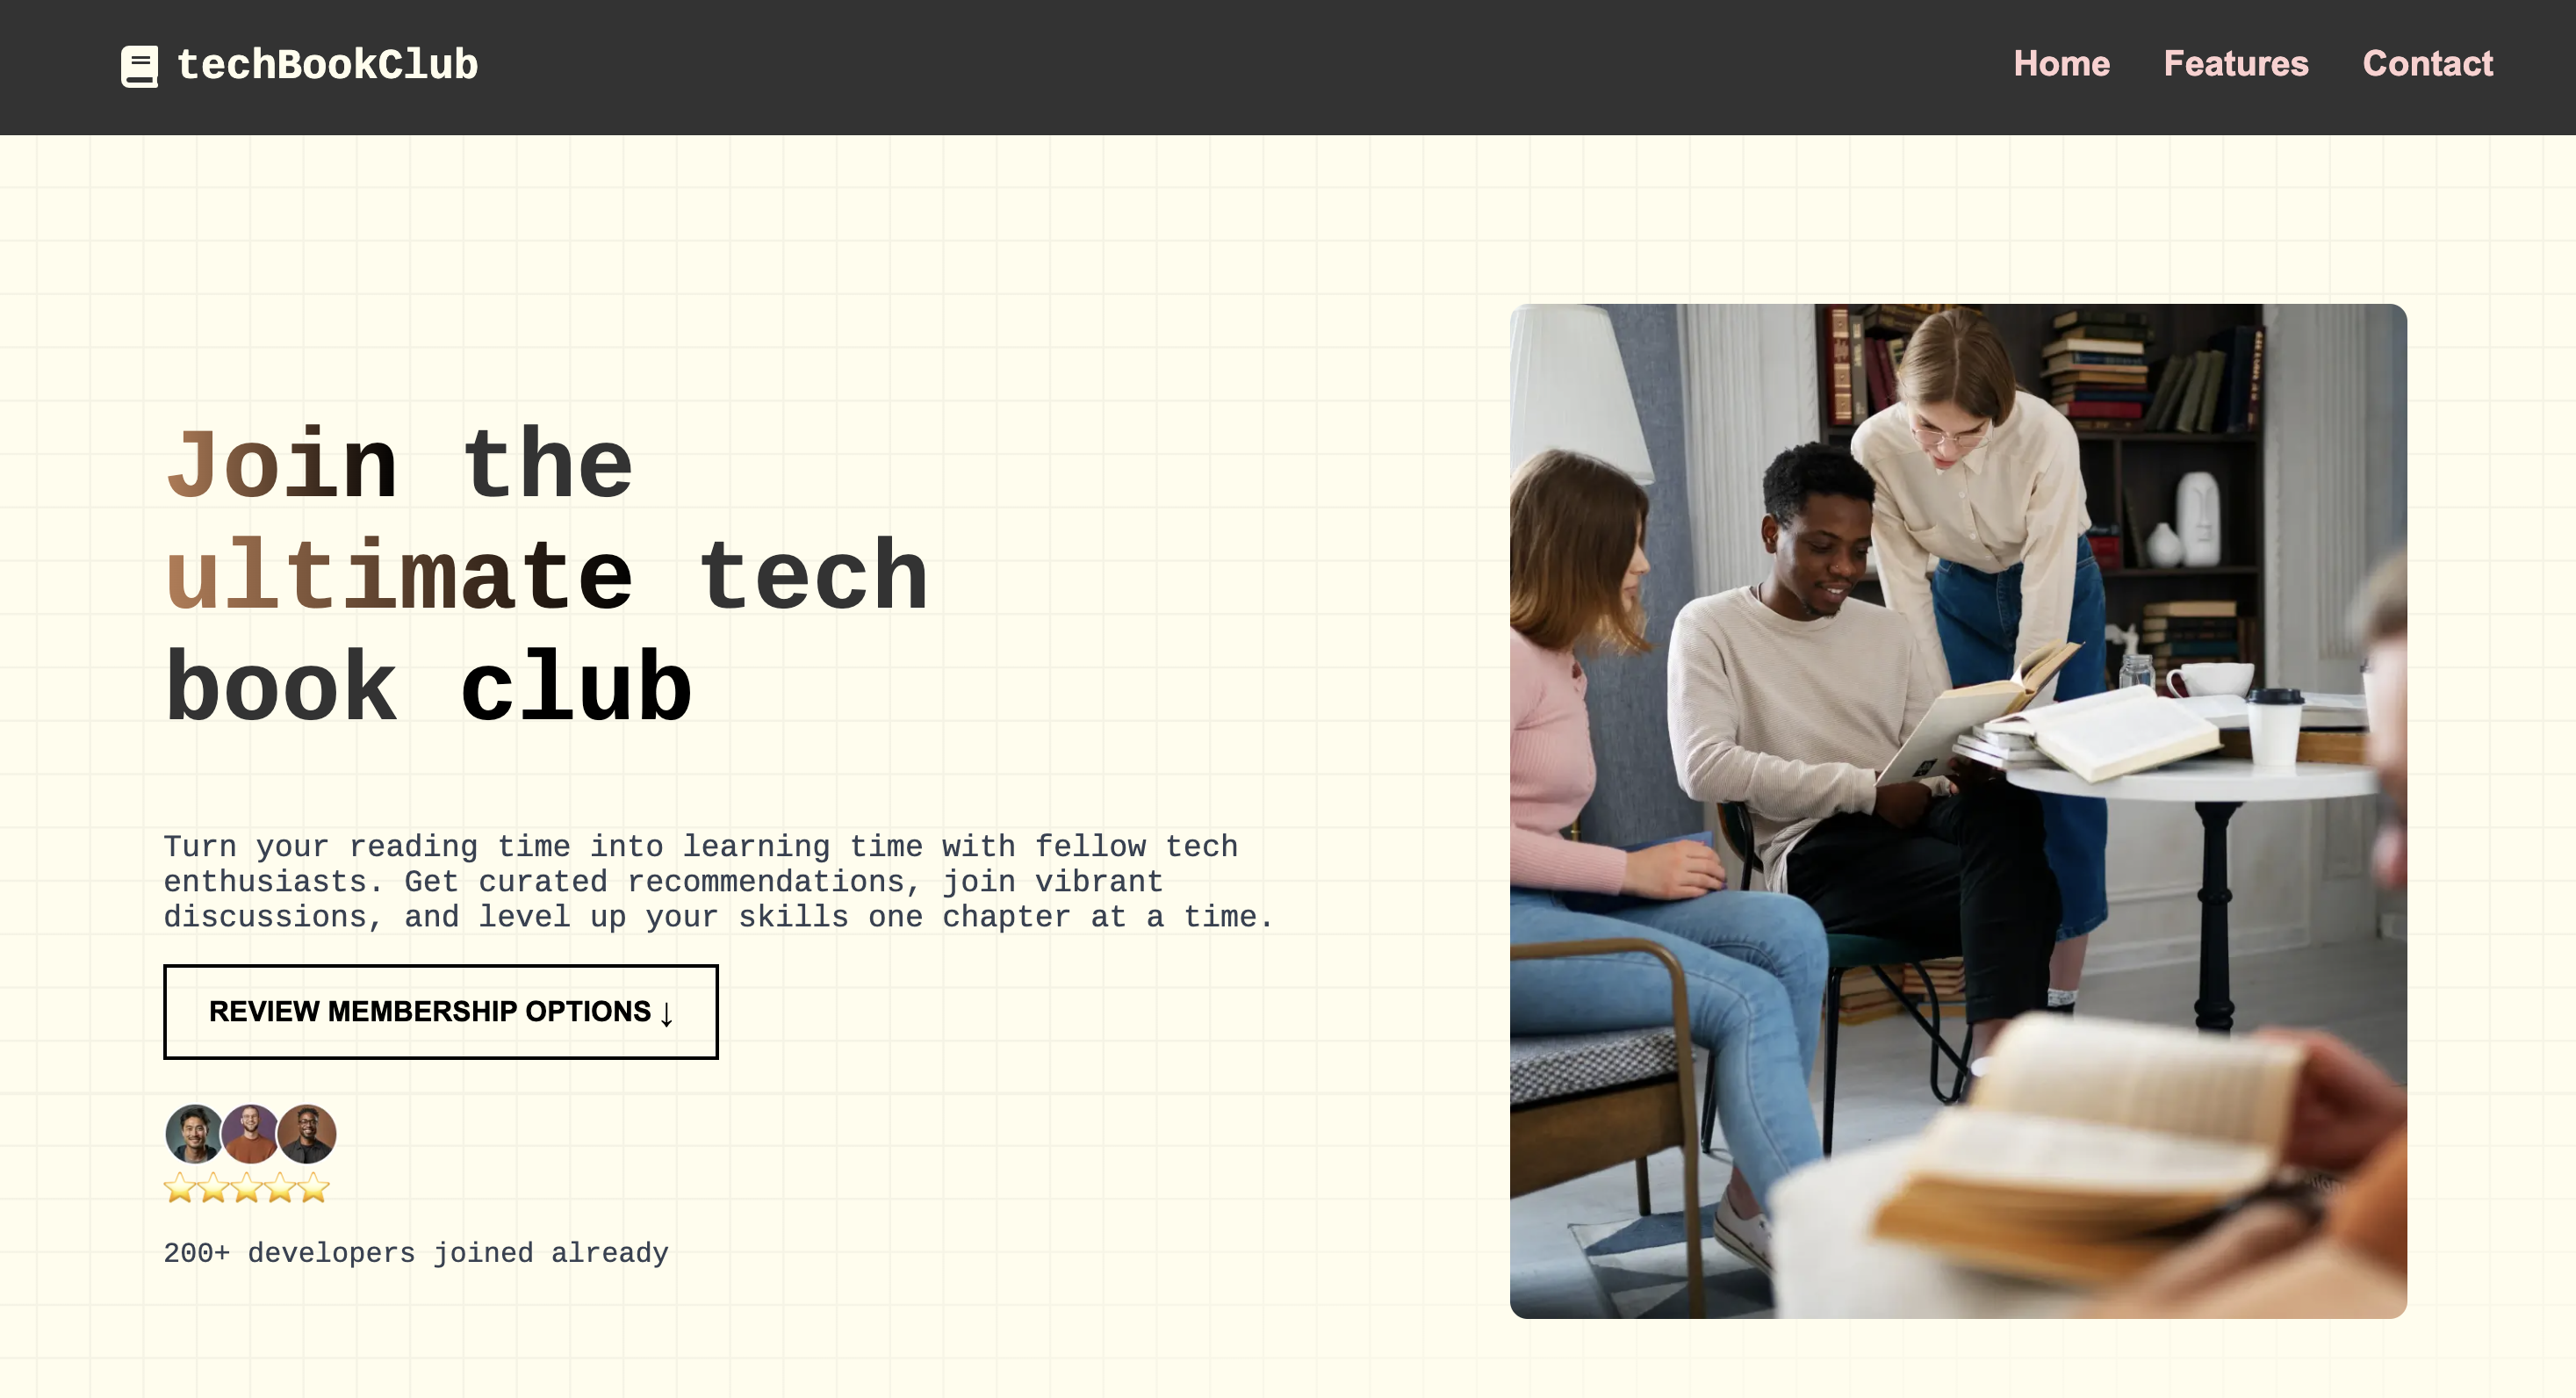 techBookClub
Home Features Contact
Join the
ultimate tech
book club
Turn your reading time into learning time with fellow tech
enthusiasts. Get curated recommendations, join vibrant
discussions, and level up your skills one chapter at a time.
REVIEW MEMBERSHIP OPTIONS ↓
200+ developers joined already